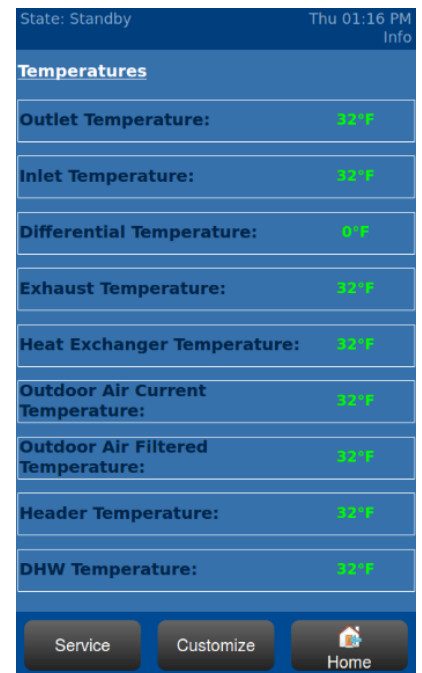 State: Standby Thu 01:16 PM
Info
Temperatures
Outlet Temperature: 32°F
Inlet Temperature: 32°F
Differential Temperature: 0°F
Exhaust Temperature: 32°F
Heat Exchanger Temperature: 32°F
Outdoor Air Current
Temperature: 32°F
Outdoor Air Filtered
Temperature: 32°F
Header Temperature: 32°F
DHW Temperature: 32°F
Service Customize Home